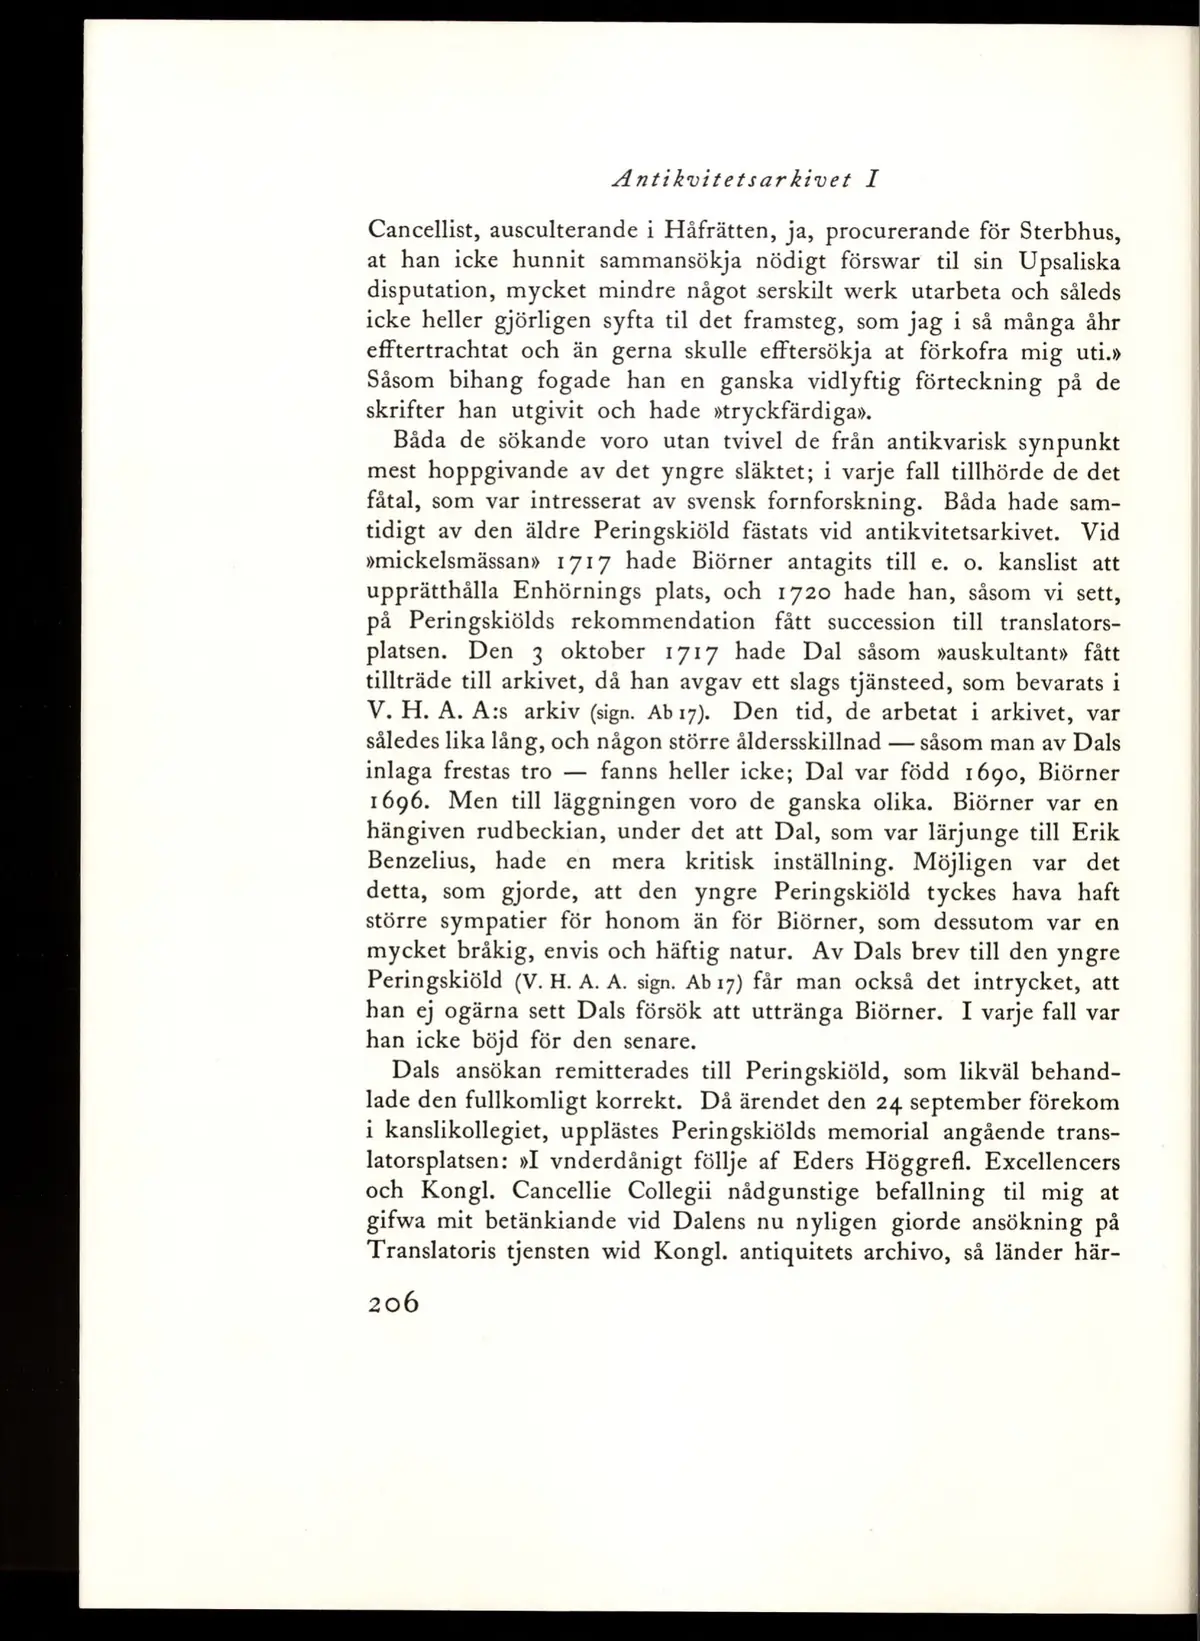 Antikvitetsarkivet I
Cancellist, ausculterande i Håfrätten, ja, procurerande för Sterbhus,
at han icke hunnit sammansökja nödigt förswar til sin Upsaliska
disputation, mycket mindre något serskilt werk utarbeta och således
icke heller gjörligen syfta til det framsteg, som jag i så många åhr
efftertrachtat och än gerna skulle efftersökja at förkofra mig uti.»
Såsom bihang fogade han en ganska vidlyftig förteckning på de
skrifter han utgivit och hade »tryckfärdiga».
Båda de sökande voro utan tvivel de från antikvarisk synpunkt
mest hoppgivande av det yngre släktet; i varje fall tillhörde de det
fåtal, som var intresserat av svensk fornforskning. Båda hade sam-
tidigt av den äldre Peringskiöld fästats vid antikvitetsarkivet. Vid
»mickelsmässan» 1717 hade Biörner antagits till e. o. kanslist att
upprätthålla Enhörnings plats, och 1720 hade han, såsom vi sett,
på Peringskiölds rekommendation fått succession till translators-
platsen. Den 3 oktober 1717 hade Dal såsom »auskultant» fått
tillträde till arkivet, då han avgav ett slags tjänsteed, som bevarats i
V. H. A. A:s arkiv (sign. Ab 17). Den tid, de arbetat i arkivet, var
således lika lång, och någon större åldersskillnad — såsom man av Dals
inlaga frestas tro — fanns heller icke; Dal var född 1690, Biörner
1696. Men till läggningen voro de ganska olika. Biörner var en
hängiven rudbeckian, under det att Dal, som var lärjunge till Erik
Benzelius, hade en mera kritisk inställning. Möjligen var det
detta, som gjorde, att den yngre Peringskiöld tyckes hava haft
större sympatier för honom än för Biörner, som dessutom var en
mycket bråkig, envis och häftig natur. Av Dals brev till den yngre
Peringskiöld (V. H. A. A. sign. Ab 17) får man också det intrycket, att
han ej ogärna sett Dals försök att uttränga Biörner. I varje fall var
han icke böjd för den senare.
Dals ansökan remitterades till Peringskiöld, som likväl behand-
lade den fullkomligt korrekt. Då ärendet den 24 september förekom
i kanslikollegiet, upplästes Peringskiölds memorial angående trans-
latorsplatsen: »I vnderdånigt föllje af Eders Höggrefl. Excellencers
och Kongl. Cancellie Collegii nådgunstige befallning til mig at
gifwa mit betänkiande vid Dalens nu nyligen giorde ansökning på
Translatoris tjensten wid Kongl. antiquitets archivo, så länder här-
206